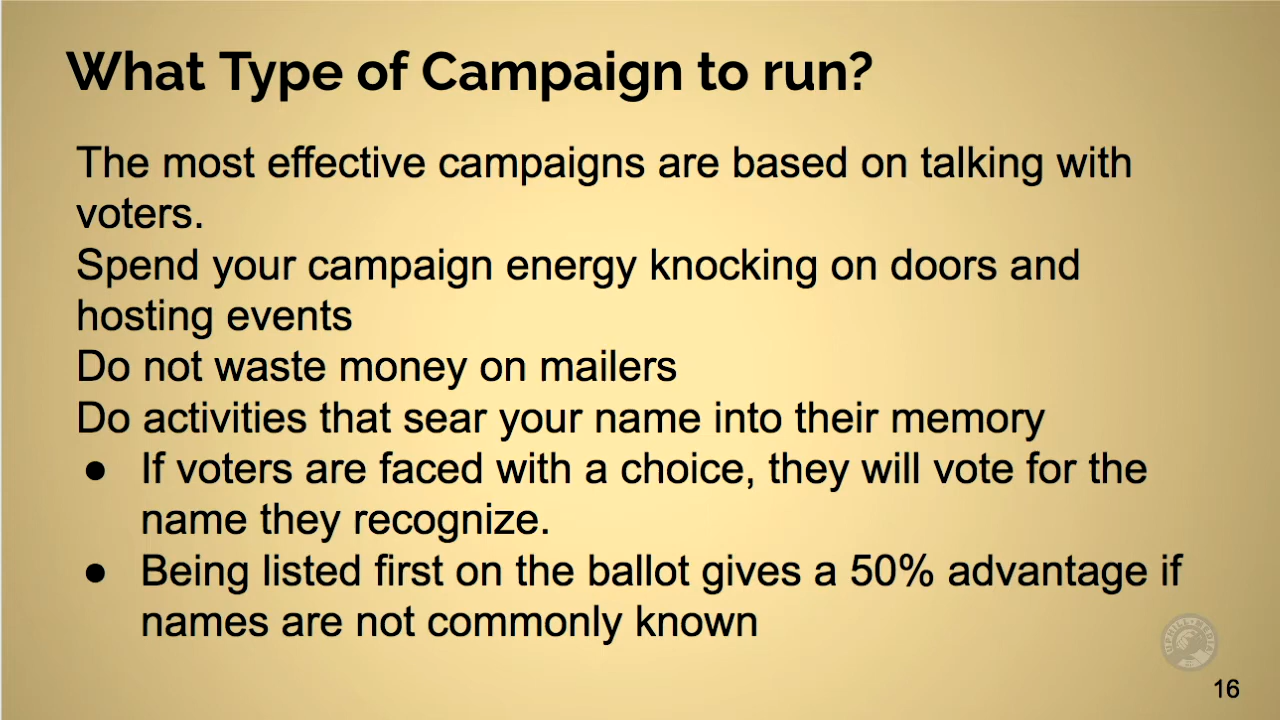 What Type of Campaign to run?
The most effective campaigns are based on talking with
voters.
Spend your campaign energy knocking on doors and
hosting events
Do not waste money on mailers
Do activities that sear your name into their memory
● If voters are faced with a choice, they will vote for the
name they recognize.
● Being listed first on the ballot gives a 50% advantage if
names are not commonly known
16